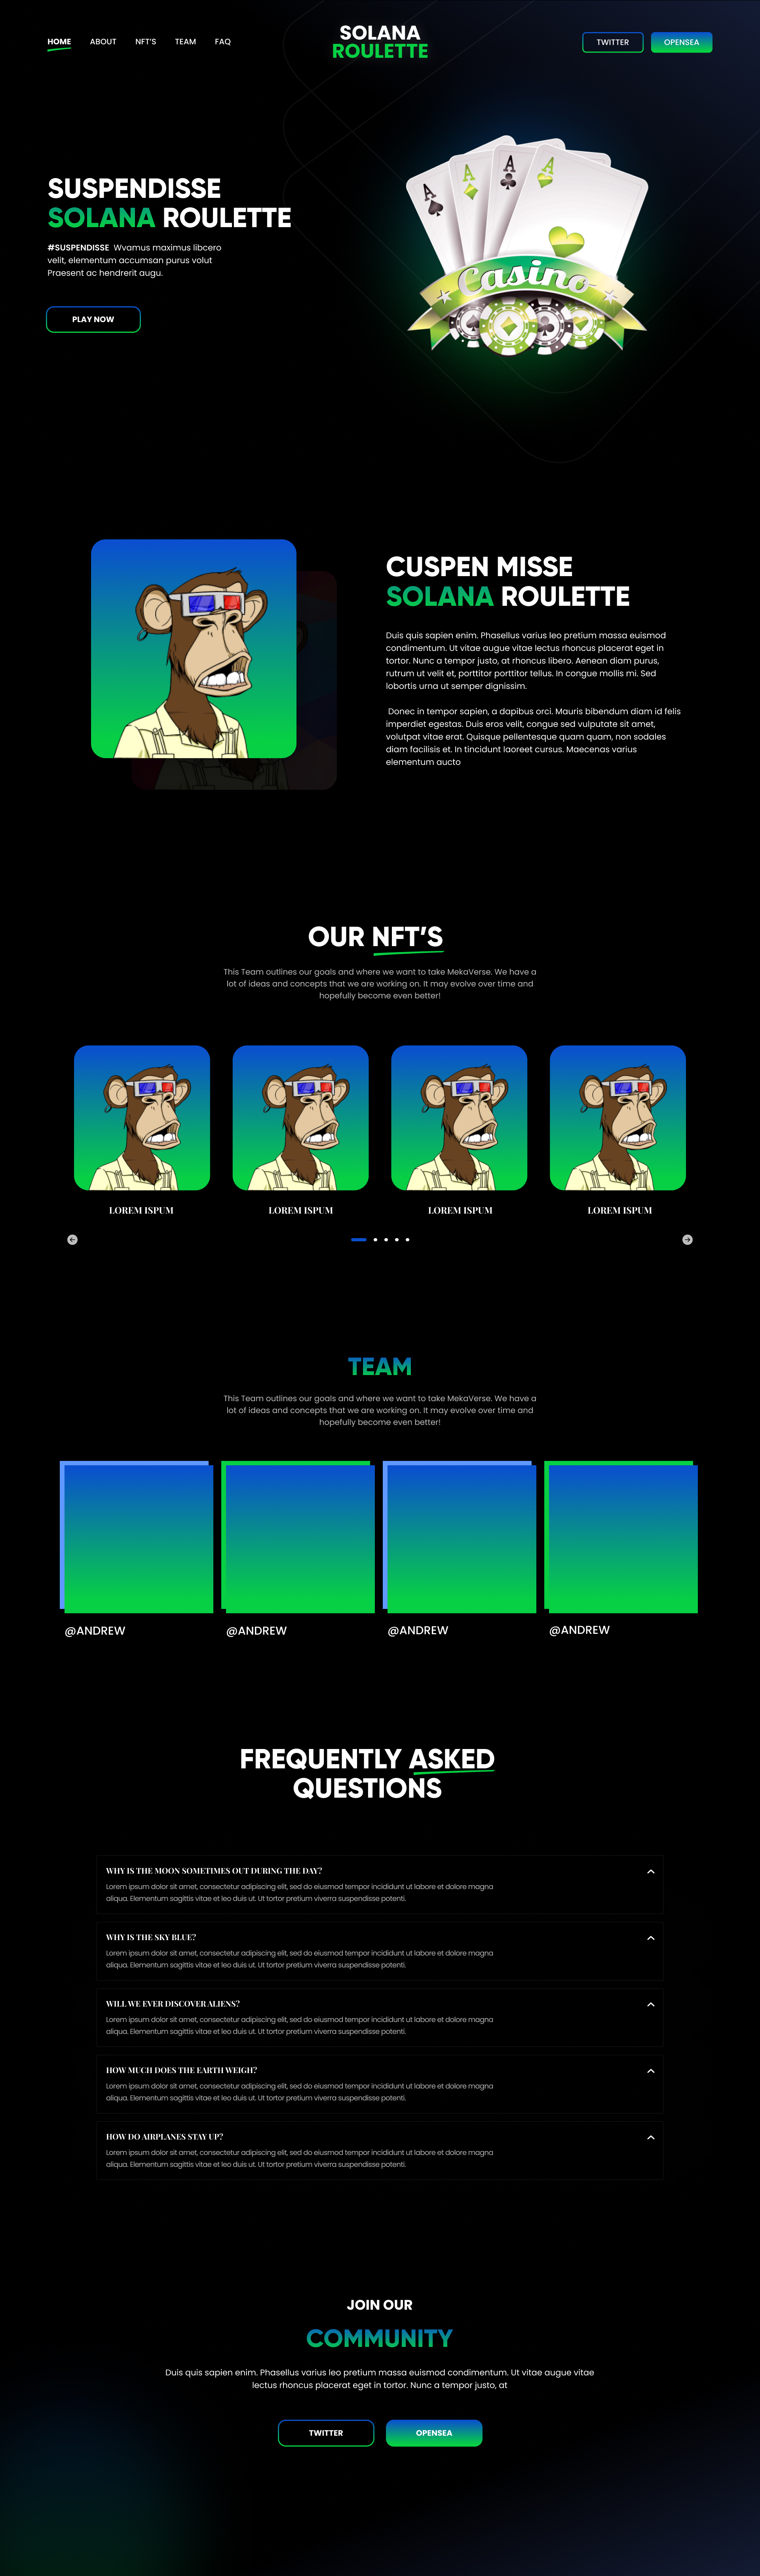 HOME ABOUT NFT'S TEAM FAQ
SOLANA
ROULETTE
TWITTER OPENSEA
SUSPENDISSE
SOLANA ROULETTE
#SUSPENDISSE Wvamus maximus libcero
velit, elementum accumsan purus volut
Praesent ac hendrerit augu.
PLAY NOW
A A A A
Casino
CUSPEN MISSE
SOLANA ROULETTE
Duis quis sapien enim. Phasellus varius leo pretium massa euismod
condimentum. Ut vitae augue vitae lectus rhoncus placerat eget in
tortor. Nunc a tempor justo, at rhoncus libero. Aenean diam purus,
rutrum ut velit et, porttitor porttitor tellus. In congue mollis mi. Sed
lobortis urna ut semper dignissim.
Donec in tempor sapien, a dapibus orci. Mauris bibendum diam id felis
imperdiet egestas. Duis eros velit, congue sed vulputate sit amet,
volutpat vitae erat. Quisque pellentesque quam quam, non sodales
diam facilisis et. In tincidunt laoreet cursus. Maecenas varius
elementum aucto
OUR NFT'S
This Team outlines our goals and where we want to take MekaVerse. We have a
lot of ideas and concepts that we are working on. It may evolve over time and
hopefully become even better!
LOREM ISPUM LOREM ISPUM LOREM ISPUM LOREM ISPUM
TEAM
This Team outlines our goals and where we want to take MekaVerse. We have a
lot of ideas and concepts that we are working on. It may evolve over time and
hopefully become even better!
@ANDREW @ANDREW @ANDREW @ANDREW
FREQUENTLY ASKED
QUESTIONS
WHY IS THE MOON SOMETIMES OUT DURING THE DAY?
Lorem ipsum dolor sit amet, consectetur adipiscing elit, sed do eiusmod tempor incididunt ut labore et dolore magna
aliqua. Elementum sagittis vitae et leo duis ut. Ut tortor pretium viverra suspendisse potenti.
WHY IS THE SKY BLUE?
Lorem ipsum dolor sit amet, consectetur adipiscing elit, sed do eiusmod tempor incididunt ut labore et dolore magna
aliqua. Elementum sagittis vitae et leo duis ut. Ut tortor pretium viverra suspendisse potenti.
WILL WE EVER DISCOVER ALIENS?
Lorem ipsum dolor sit amet, consectetur adipiscing elit, sed do eiusmod tempor incididunt ut labore et dolore magna
aliqua. Elementum sagittis vitae et leo duis ut. Ut tortor pretium viverra suspendisse potenti.
HOW MUCH DOES THE EARTH WEIGH?
Lorem ipsum dolor sit amet, consectetur adipiscing elit, sed do eiusmod tempor incididunt ut labore et dolore magna
aliqua. Elementum sagittis vitae et leo duis ut. Ut tortor pretium viverra suspendisse potenti.
HOW DO AIRPLANES STAY UP?
Lorem ipsum dolor sit amet, consectetur adipiscing elit, sed do eiusmod tempor incididunt ut labore et dolore magna
aliqua. Elementum sagittis vitae et leo duis ut. Ut tortor pretium viverra suspendisse potenti.
JOIN OUR
COMMUNITY
Duis quis sapien enim. Phasellus varius leo pretium massa euismod condimentum. Ut vitae augue vitae
lectus rhoncus placerat eget in tortor. Nunc a tempor justo, at
TWITTER OPENSEA